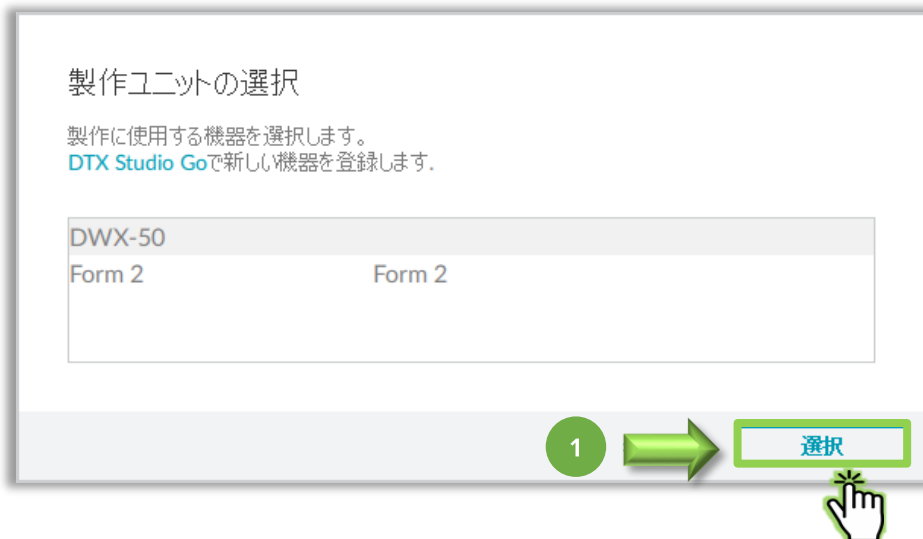 製作ユニットの選択
製作に使用する機器を選択します。
DTX Studio Goで新しい機器を登録します.
DWX-50
Form 2 Form 2
1
選択